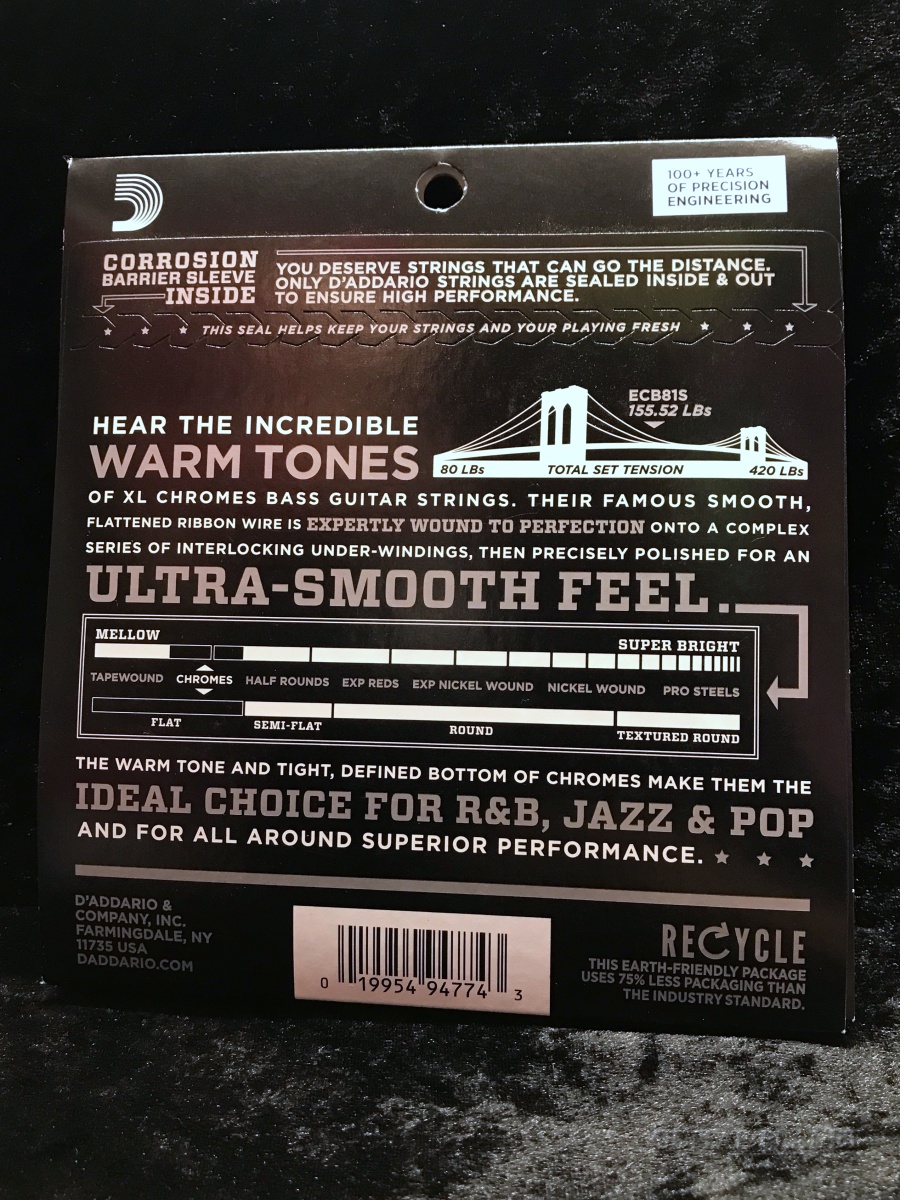 100+ YEARS
OF PRECISION
ENGINEERING
CORROSION
BARRIER SLEEVE
INSIDE
YOU DESERVE STRINGS THAT CAN GO THE DISTANCE.
ONLY D'ADDARIO STRINGS ARE SEALED INSIDE & OUT
TO ENSURE HIGH PERFORMANCE.
THIS SEAL HELPS KEEP YOUR STRINGS AND YOUR PLAYING FRESH
ECB81S
155.52 LBs
80 LBs TOTAL SET TENSION 420 LBs
HEAR THE INCREDIBLE
WARM TONES
OF XL CHROMES BASS GUITAR STRINGS. THEIR FAMOUS SMOOTH,
FLATTENED RIBBON WIRE IS EXPERTLY WOUND TO PERFECTION ONTO A COMPLEX
SERIES OF INTERLOCKING UNDER-WINDINGS, THEN PRECISELY POLISHED FOR AN
ULTRA-SMOOTH FEEL.
MELLOW SUPER BRIGHT
TAPEWOUND CHROMES HALF ROUNDS EXP REDS EXP NICKEL WOUND NICKEL WOUND PRO STEELS
FLAT SEMI-FLAT ROUND TEXTURED ROUND
THE WARM TONE AND TIGHT, DEFINED BOTTOM OF CHROMES MAKE THEM THE
IDEAL CHOICE FOR R&B, JAZZ & POP
AND FOR ALL AROUND SUPERIOR PERFORMANCE.
D'ADDARIO &
COMPANY, INC.
FARMINGDALE, NY
11735 USA
DADDARIO.COM
0 19954 94774 3
RECYCLE
THIS EARTH-FRIENDLY PACKAGE
USES 75% LESS PACKAGING THAN
THE INDUSTRY STANDARD.